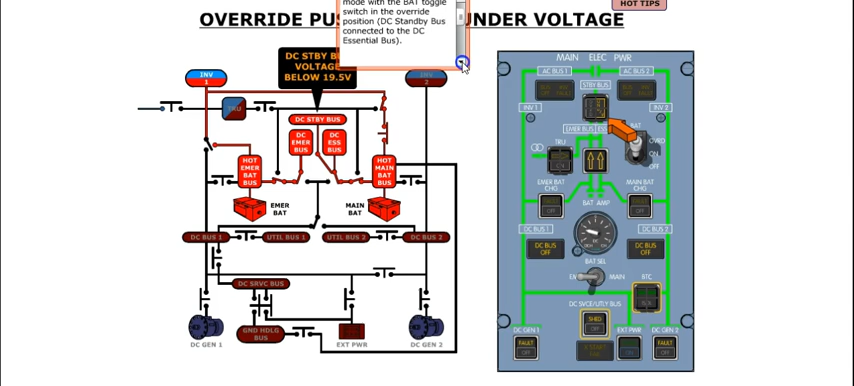 mode with the BAT toggle
switch in the override
position (DC Standby Bus
connected to the DC
Essential Bus).
HOT TIPS
OVERRIDE
UNDER VOLTAGE
DC STBY
VOLTAGE
BELOW 19.5V
INV
1
INV
2
TRU
DC STBY BUS
DC
EMER
BUS
DC
ESS
BUS
HOT
EMER
BAT
BUS
HOT
MAIN
BAT
BUS
EMER
BAT
MAIN
BAT
DC BUS 1
UTIL BUS 1
UTIL BUS 2
DC BUS 2
DC SRVC BUS
GND HDLG
BUS
DC GEN 1
EXT PWR
DC GEN 2
MAIN ELEC PWR
AC BUS 1
AC BUS 2
STBY BUS
INV 1
INV 2
EMER BUS
BAT
OVRD
ON
OFF
TRU
EMER BAT
CHG
MAIN BAT
CHG
OFF
OFF
BAT AMP
DC BUS 1
DC BUS 2
DC BUS
OFF
DC BUS
OFF
BAT SEL
MAIN
BTC
DC SVCE/UTLY BUS
SHED
OFF
DC GEN 1
EXT PWR
DC GEN 2
FAULT
OFF
FAULT
OFF